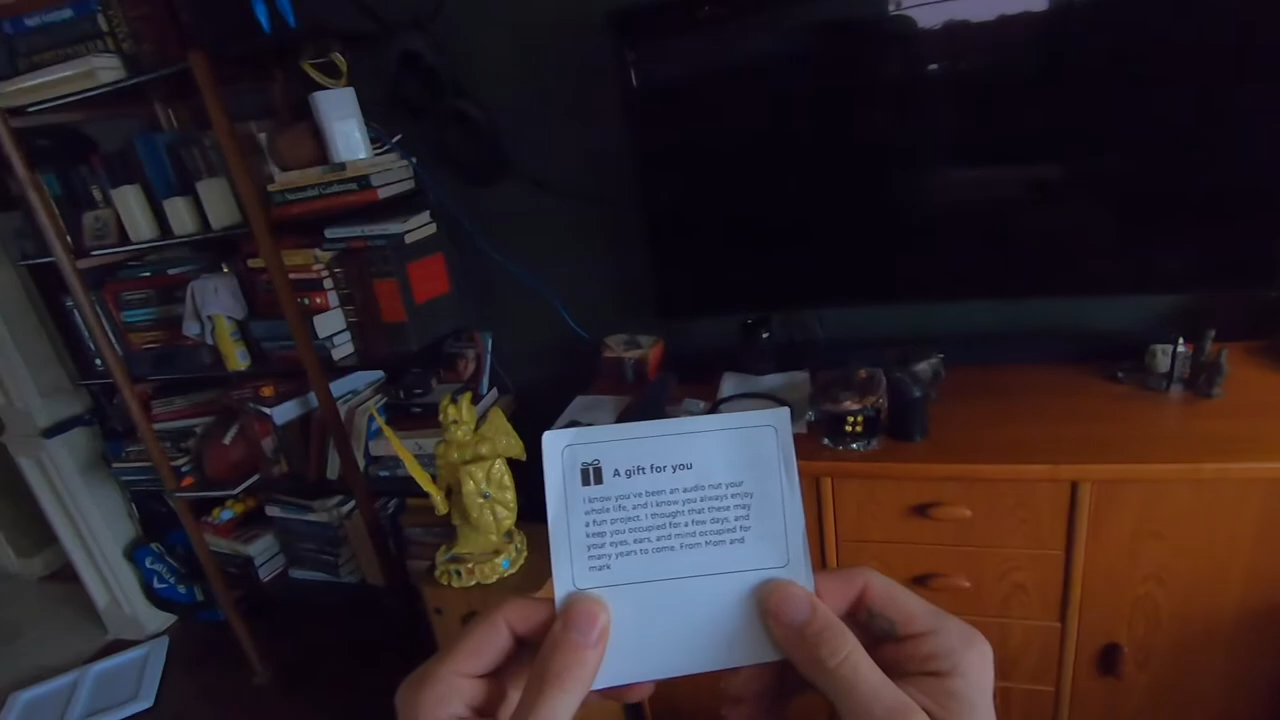 Successful Gardening
A gift for you
I know you've been an audio nut your
whole life, and I know you always enjoy
a fun project. I thought that these may
keep you occupied for a few days, and
your eyes, ears, and mind occupied for
many years to come. From Mom and
mark